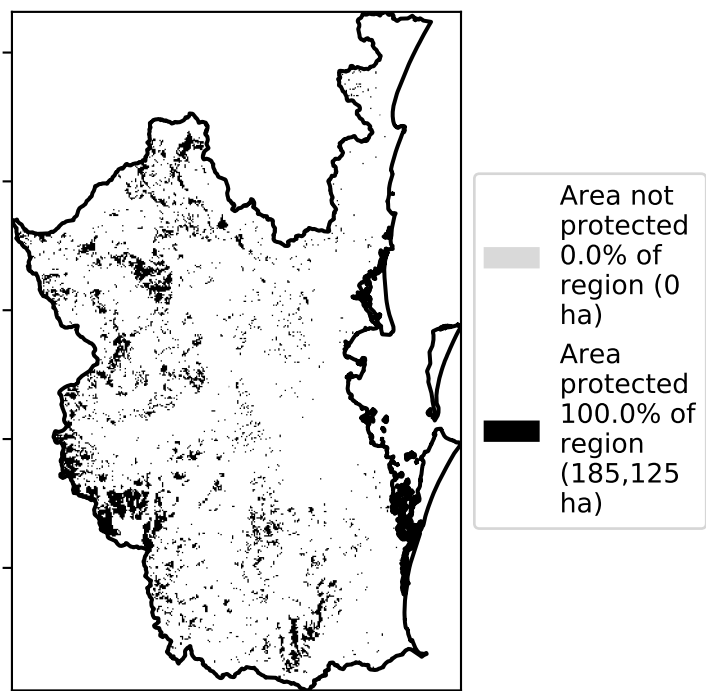 Area not
protected
0.0% of
region (0
ha)
Area
protected
100.0% of
region
(185,125
ha)